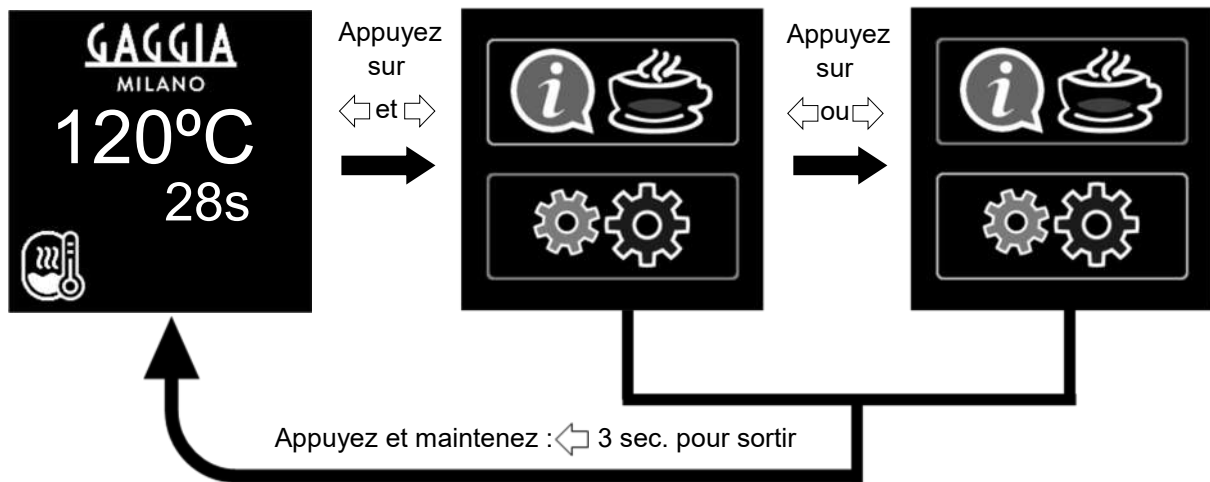 GAGGIA
MILANO
120ºC
28s
Appuyez
sur
et
Appuyez
sur
ou
Appuyez et maintenez : 3 sec. pour sortir